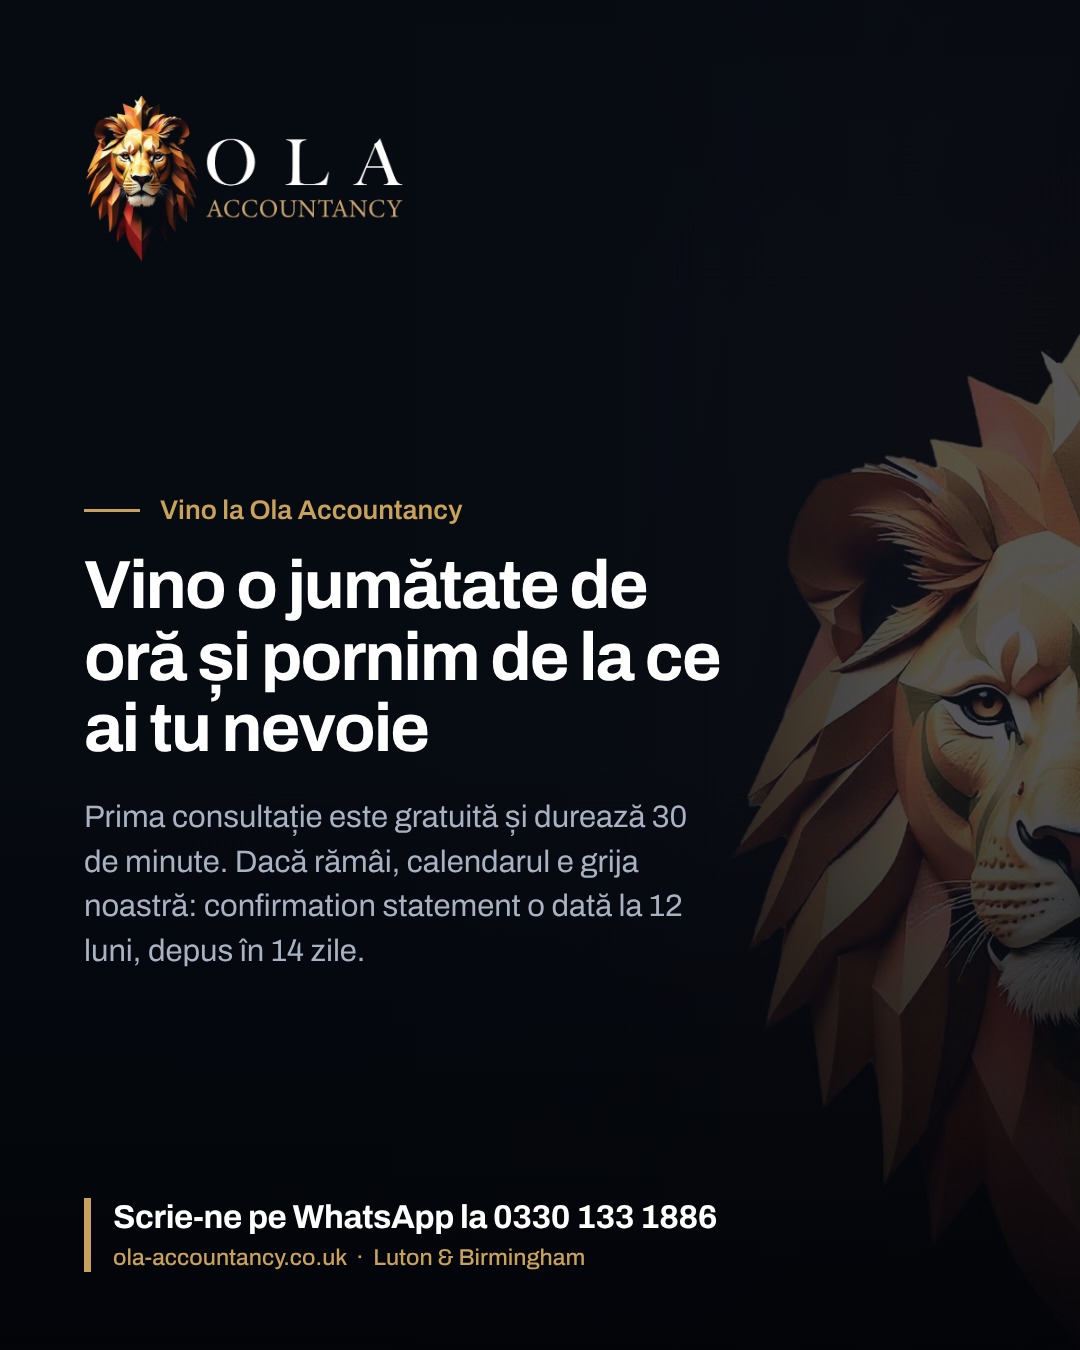 OLA
ACCOUNTANCY
Vino la Ola Accountancy
Vino o jumătate de
oră și pornim de la ce
ai tu nevoie
Prima consultație este gratuită și durează 30
de minute. Dacă rămâi, calendarul e grija
noastră: confirmation statement o dată la 12
luni, depus în 14 zile.
Scrie-ne pe WhatsApp la 0330 133 1886
ola-accountancy.co.uk · Luton & Birmingham